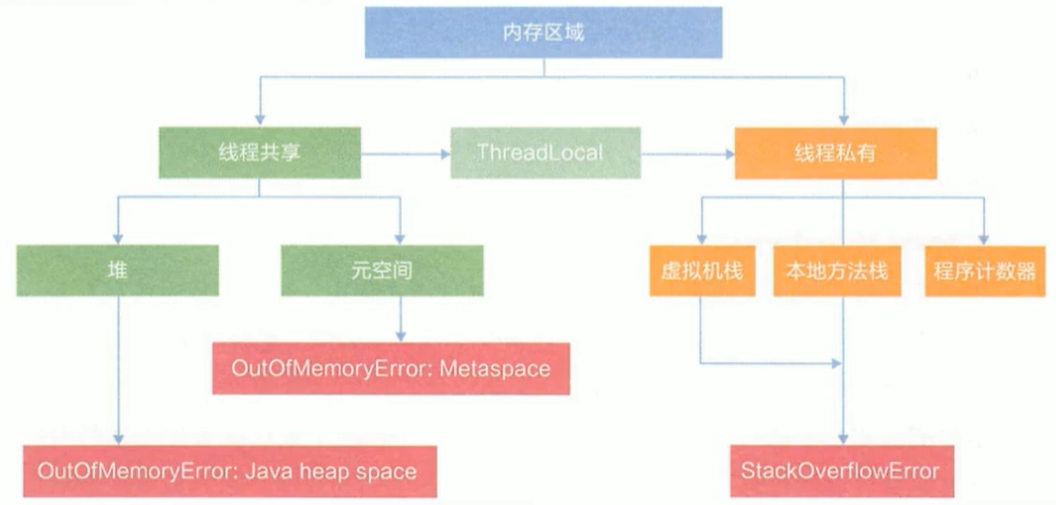 内存区域
线程共享
ThreadLocal
线程私有
堆
元空间
虚拟机栈
本地方法栈
程序计数器
OutOfMemoryError: Metaspace
OutOfMemoryError: Java heap space
StackOverflowError